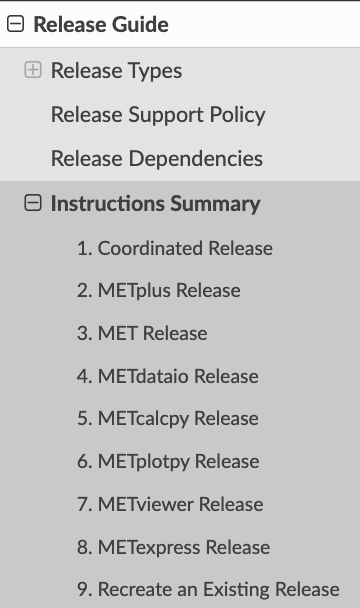 Release Guide
Release Types
Release Support Policy
Release Dependencies
Instructions Summary
1. Coordinated Release
2. METplus Release
3. MET Release
4. METdataio Release
5. METcalcpy Release
6. METplotpy Release
7. METviewer Release
8. METexpress Release
9. Recreate an Existing Release